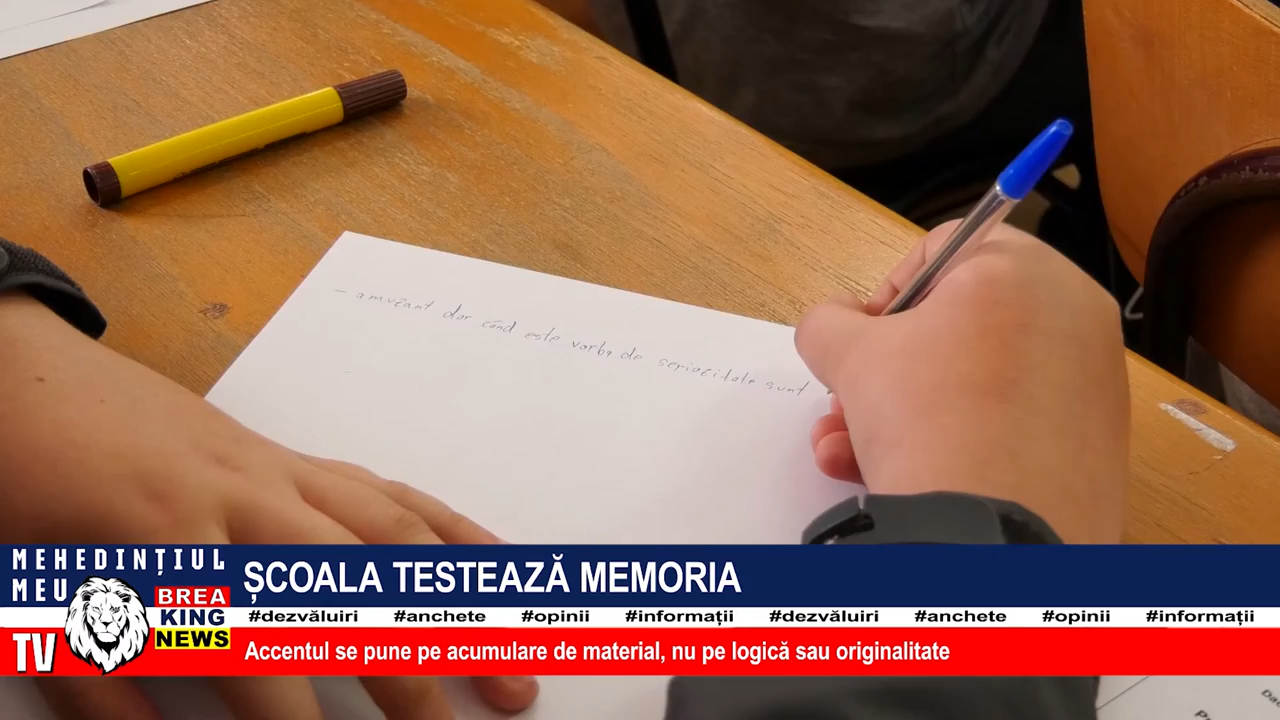 - amuzant dar când este vorba de seriozitate sunt
MEHEDINȚIUL
MEU
TV
BREA
KING
NEWS
ȘCOALA TESTEAZĂ MEMORIA
#dezvăluiri #anchete #opinii #informații #dezvăluiri #anchete #opinii #informații
Accentul se pune pe acumulare de material, nu pe logică sau originalitate